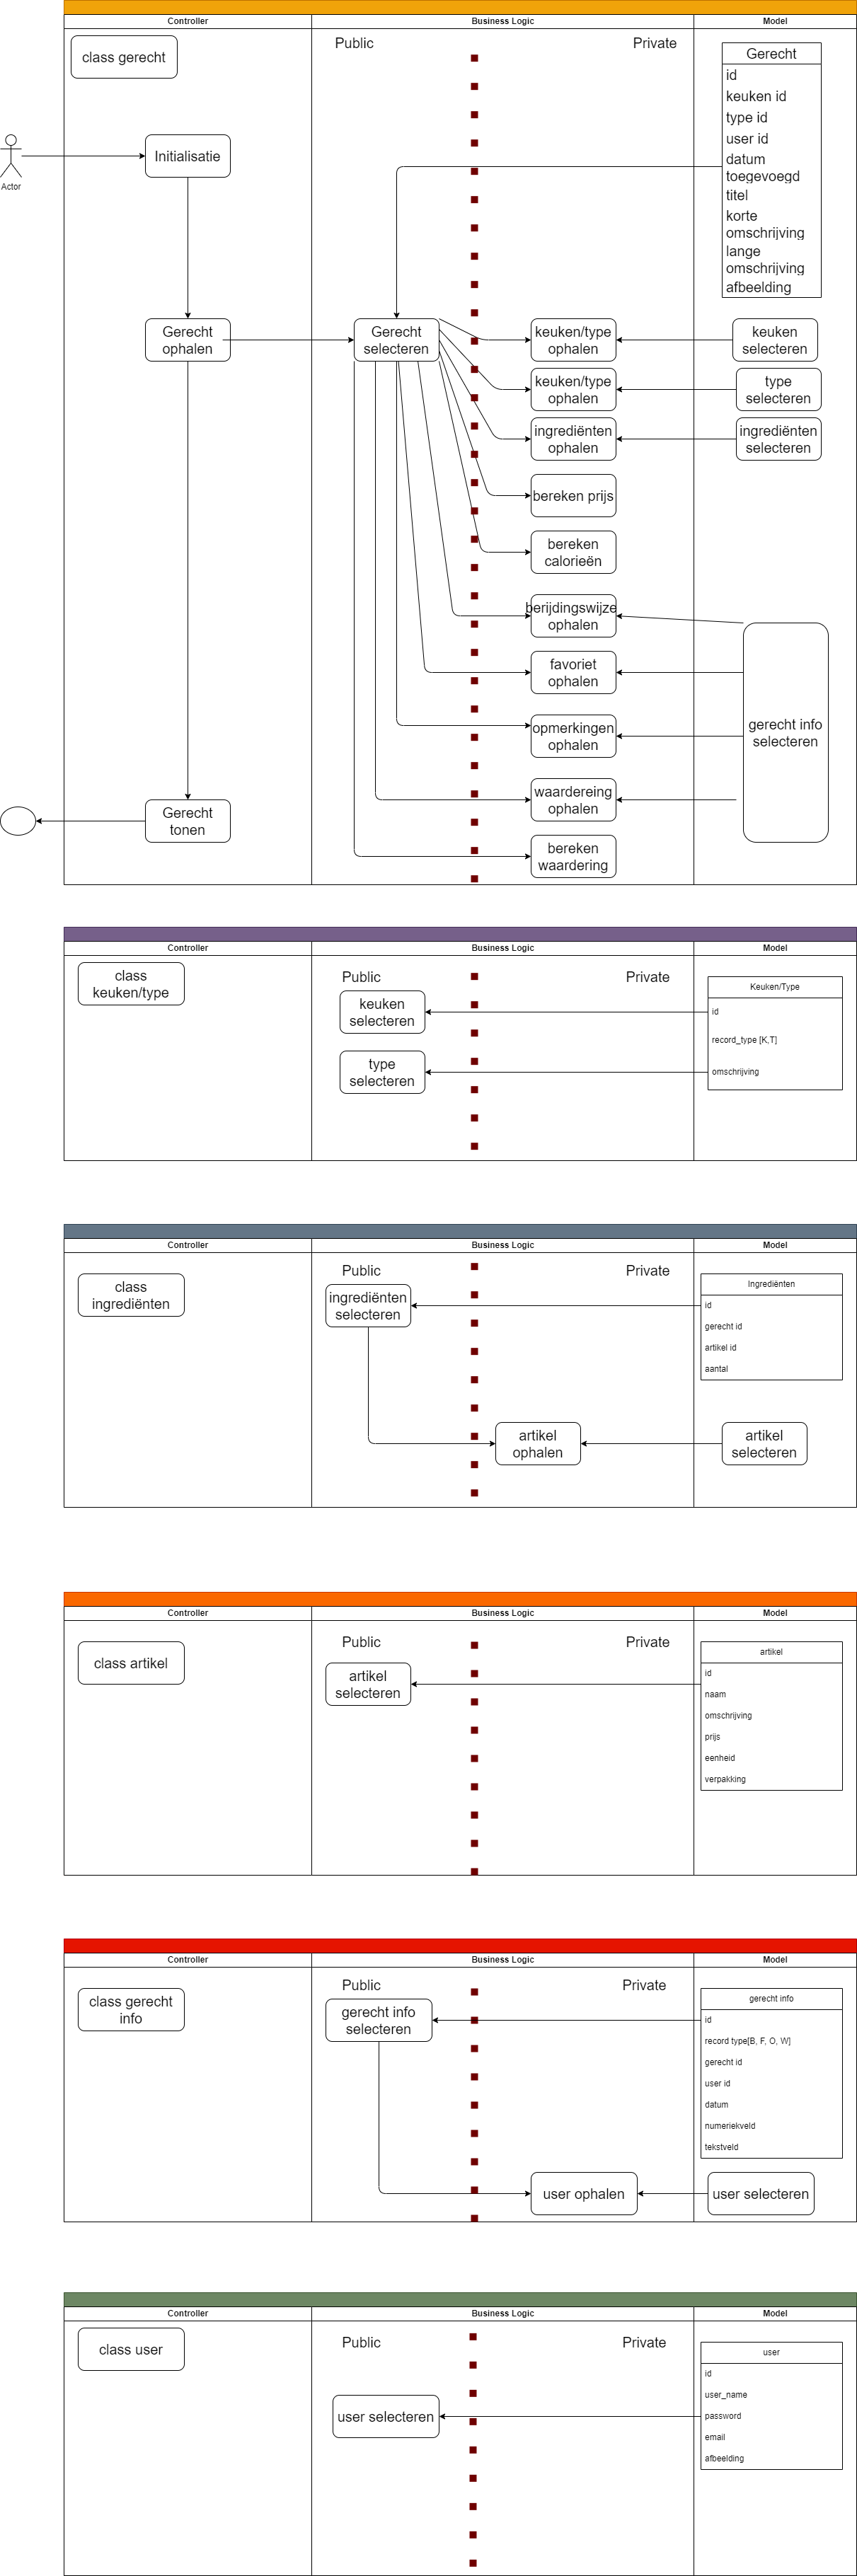 Controller
Business Logic
Model
class gerecht
Public
Private
Gerecht
id
keuken id
type id
user id
datum
toegevoegd
titel
korte
omschrijving
lange
omschrijving
afbeelding
Actor
Initialisatie
Gerecht
ophalen
Gerecht
selecteren
keuken/type
ophalen
keuken
selecteren
keuken/type
ophalen
type
selecteren
ingrediënten
ophalen
ingrediënten
selecteren
bereken prijs
bereken
calorieën
berijdingswijze
ophalen
favoriet
ophalen
opmerkingen
ophalen
gerecht info
selecteren
waardereing
ophalen
Gerecht
tonen
bereken
waardering
Controller
Business Logic
Model
class
keuken/type
Public
Private
keuken
selecteren
type
selecteren
Keuken/Type
id
record_type [K,T]
omschrijving
Controller
Business Logic
Model
class
ingrediënten
Public
Private
ingrediënten
selecteren
Ingrediënten
id
gerecht id
artikel id
aantal
artikel
ophalen
artikel
selecteren
Controller
Business Logic
Model
class artikel
Public
Private
artikel
selecteren
artikel
id
naam
omschrijving
prijs
eenheid
verpakking
Controller
Business Logic
Model
class gerecht
info
Public
Private
gerecht info
selecteren
gerecht info
id
record type[B, F, O, W]
gerecht id
user id
datum
numeriekveld
tekstveld
user ophalen
user selecteren
Controller
Business Logic
Model
class user
Public
Private
user selecteren
user
id
user_name
password
email
afbeelding